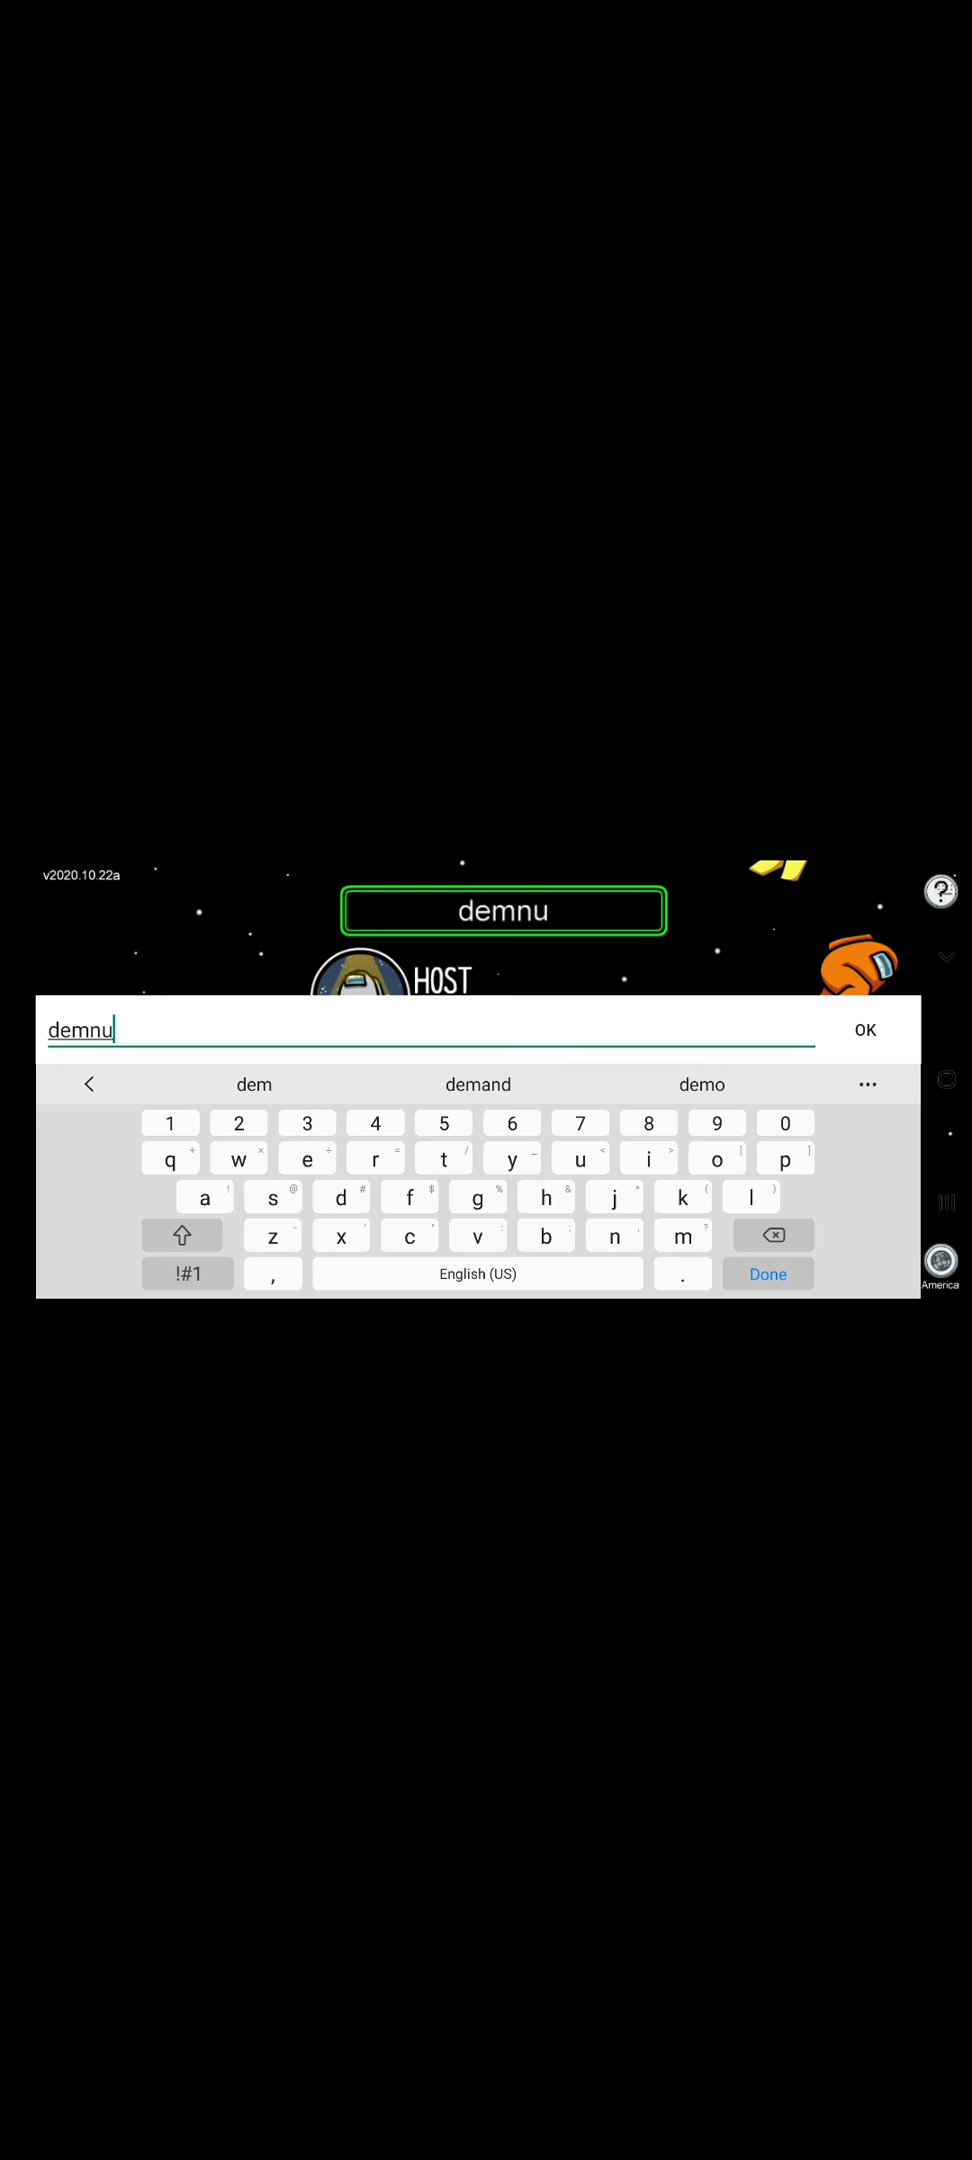 v2020.10.22a
demnu
HOST
demnu
OK
dem demand demo
1 2 3 4 5 6 7 8 9 0
q w e r t y u i o p
a s d f g h j k l
z x c v b n m
!#1 , English (US) . Done
America